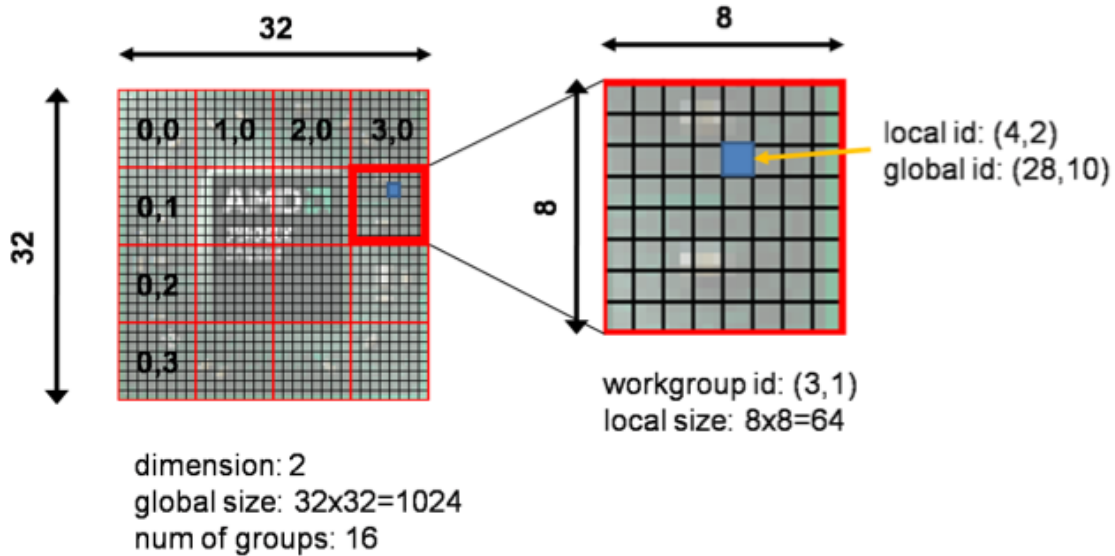 32
8
0,0 1,0 2,0 3,0
local id: (4,2)
global id: (28,10)
32
0,1
AMD
8
0,2
0,3
workgroup id: (3,1)
local size: 8x8=64
dimension: 2
global size: 32x32=1024
num of groups: 16